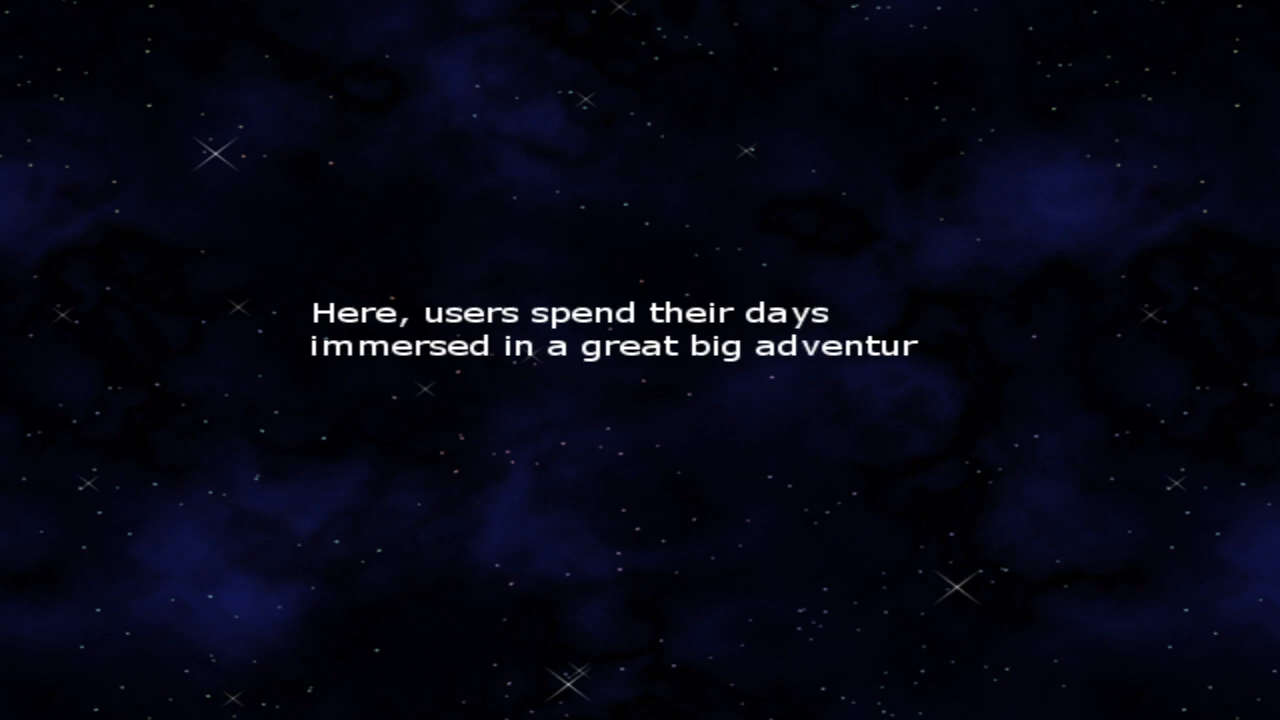 Here, users spend their days
immersed in a great big adventur